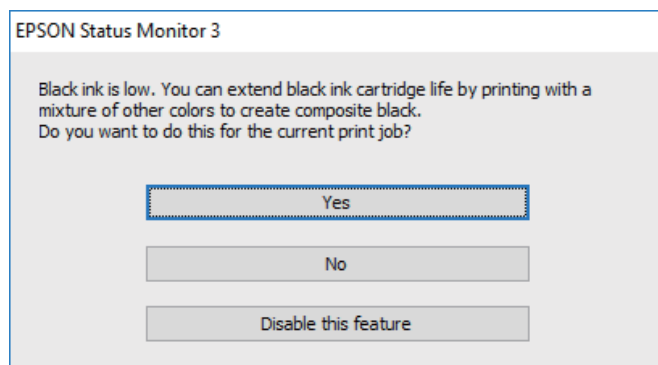 EPSON Status Monitor 3
Black ink is low. You can extend black ink cartridge life by printing with a
mixture of other colors to create composite black.
Do you want to do this for the current print job?
Yes
No
Disable this feature